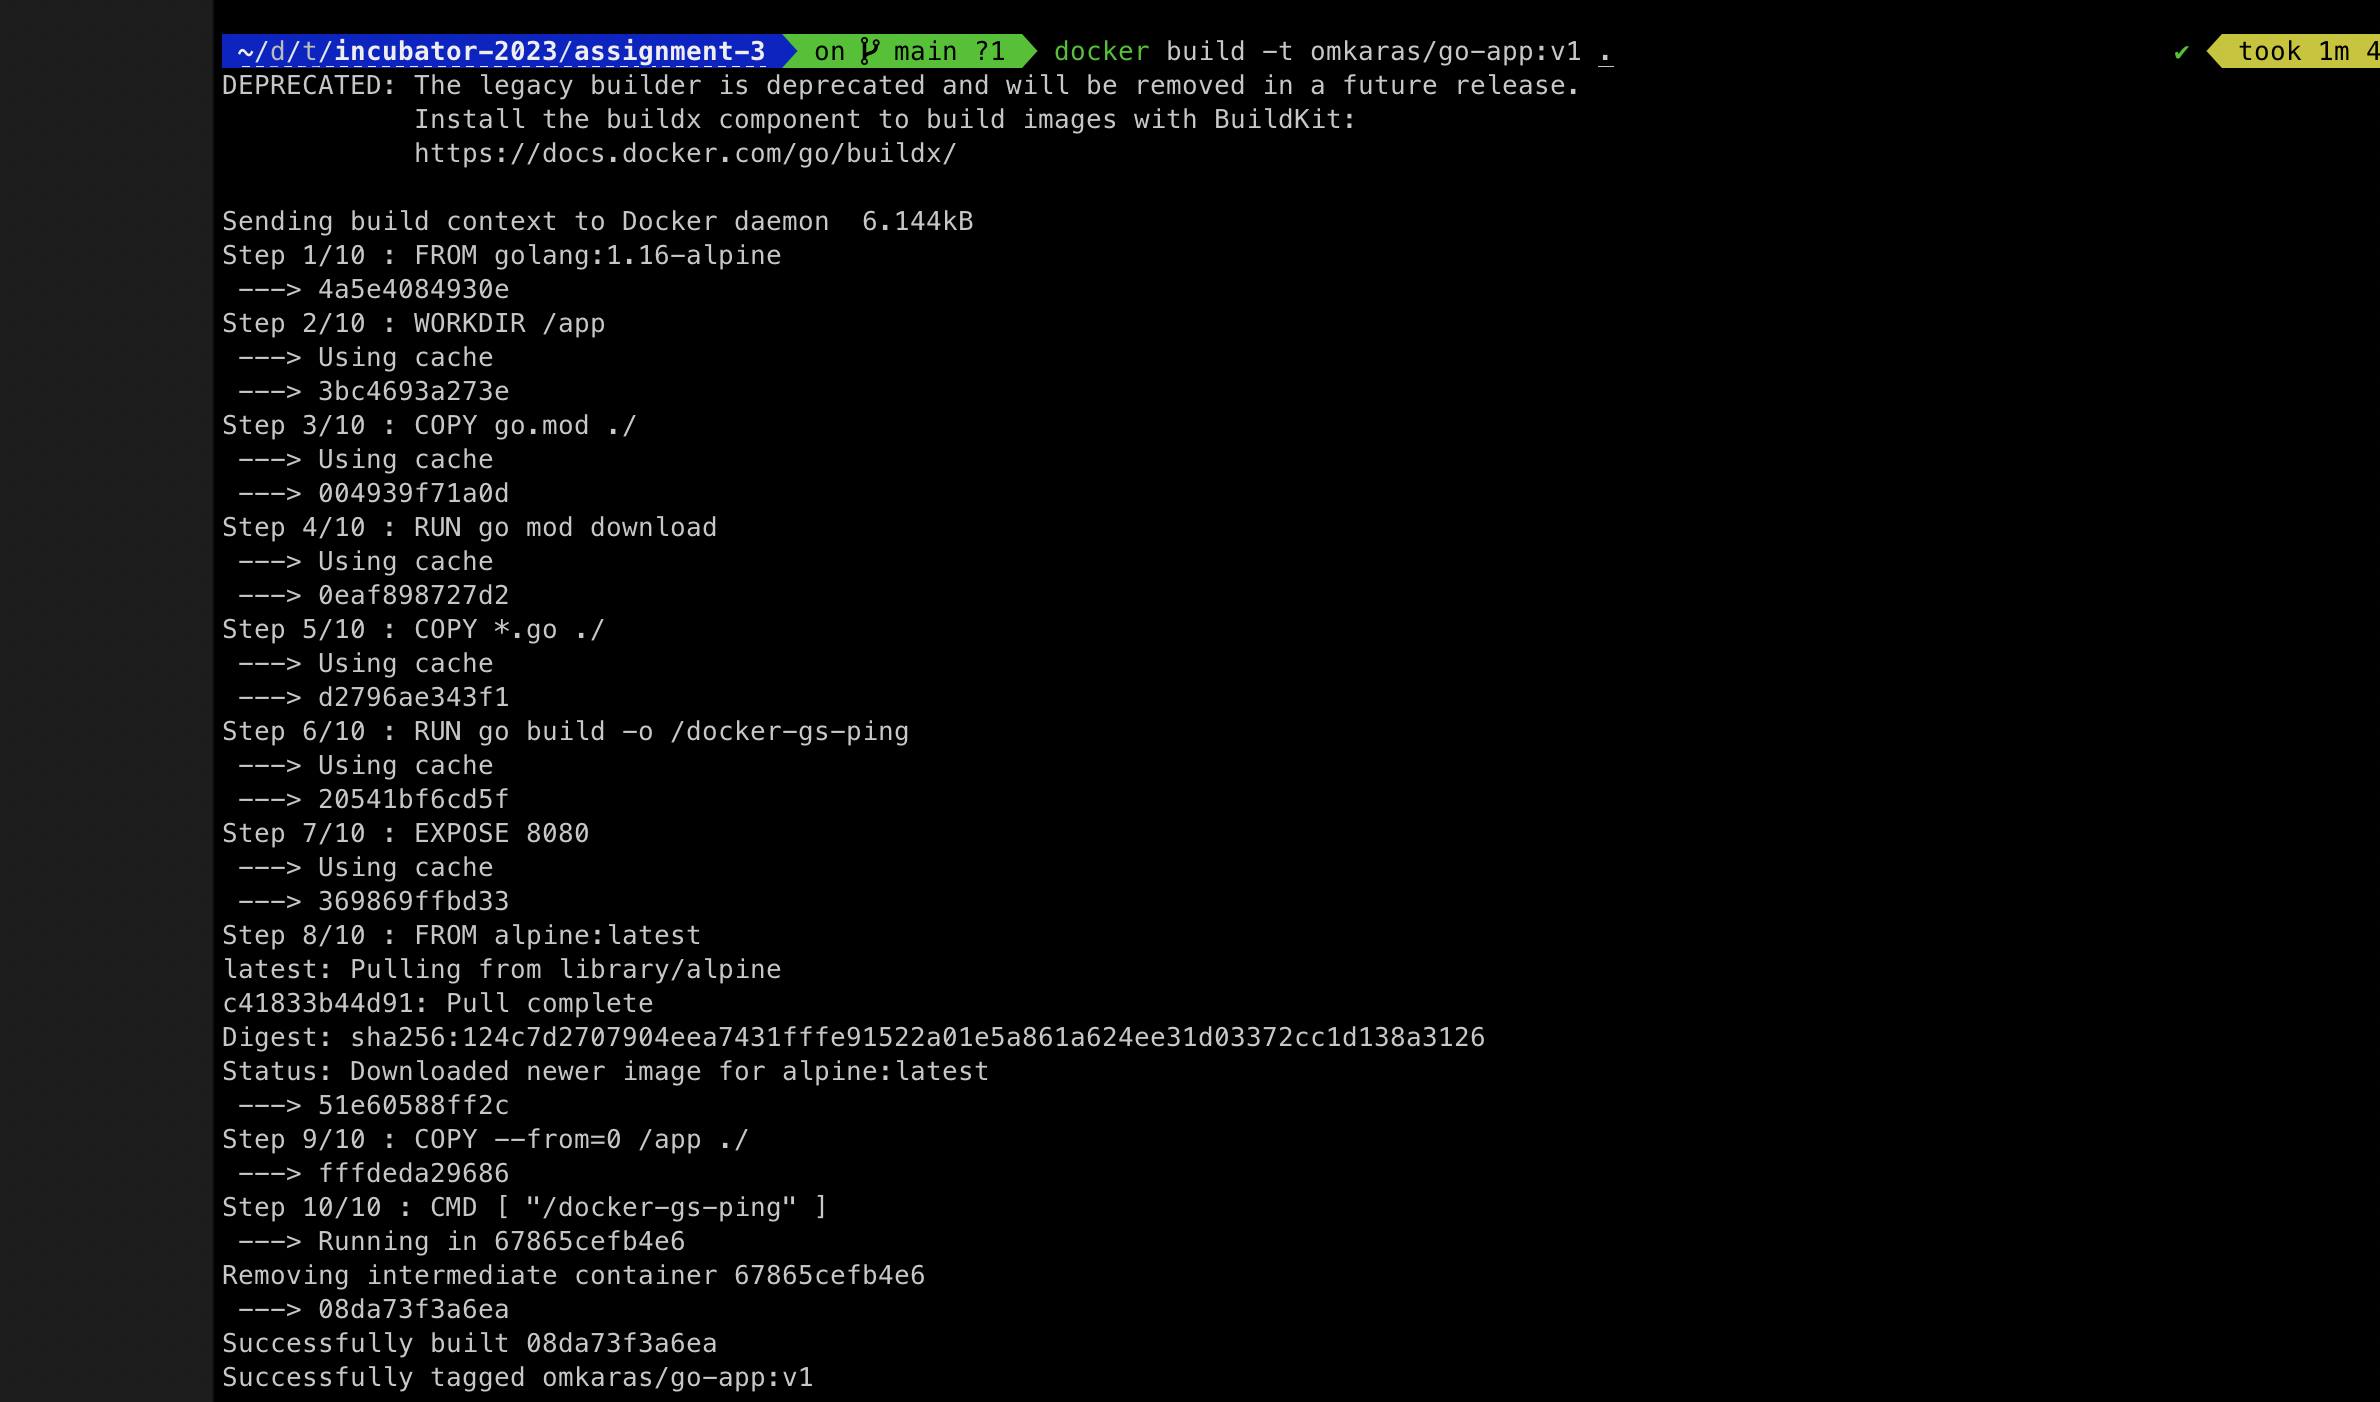 ~/d/t/incubator-2023/assignment-3 on main ?1 docker build -t omkaras/go-app:v1 . ✔ took 1m 4
DEPRECATED: The legacy builder is deprecated and will be removed in a future release.
Install the buildx component to build images with BuildKit:
https://docs.docker.com/go/buildx/
Sending build context to Docker daemon  6.144kB
Step 1/10 : FROM golang:1.16-alpine
---> 4a5e4084930e
Step 2/10 : WORKDIR /app
---> Using cache
---> 3bc4693a273e
Step 3/10 : COPY go.mod ./
---> Using cache
---> 004939f71a0d
Step 4/10 : RUN go mod download
---> Using cache
---> 0eaf898727d2
Step 5/10 : COPY *.go ./
---> Using cache
---> d2796ae343f1
Step 6/10 : RUN go build -o /docker-gs-ping
---> Using cache
---> 20541bf6cd5f
Step 7/10 : EXPOSE 8080
---> Using cache
---> 369869ffbd33
Step 8/10 : FROM alpine:latest
latest: Pulling from library/alpine
c41833b44d91: Pull complete
Digest: sha256:124c7d2707904eea7431fffe91522a01e5a861a624ee31d03372cc1d138a3126
Status: Downloaded newer image for alpine:latest
---> 51e60588ff2c
Step 9/10 : COPY --from=0 /app ./
---> fffdeda29686
Step 10/10 : CMD [ "/docker-gs-ping" ]
---> Running in 67865cefb4e6
Removing intermediate container 67865cefb4e6
---> 08da73f3a6ea
Successfully built 08da73f3a6ea
Successfully tagged omkaras/go-app:v1